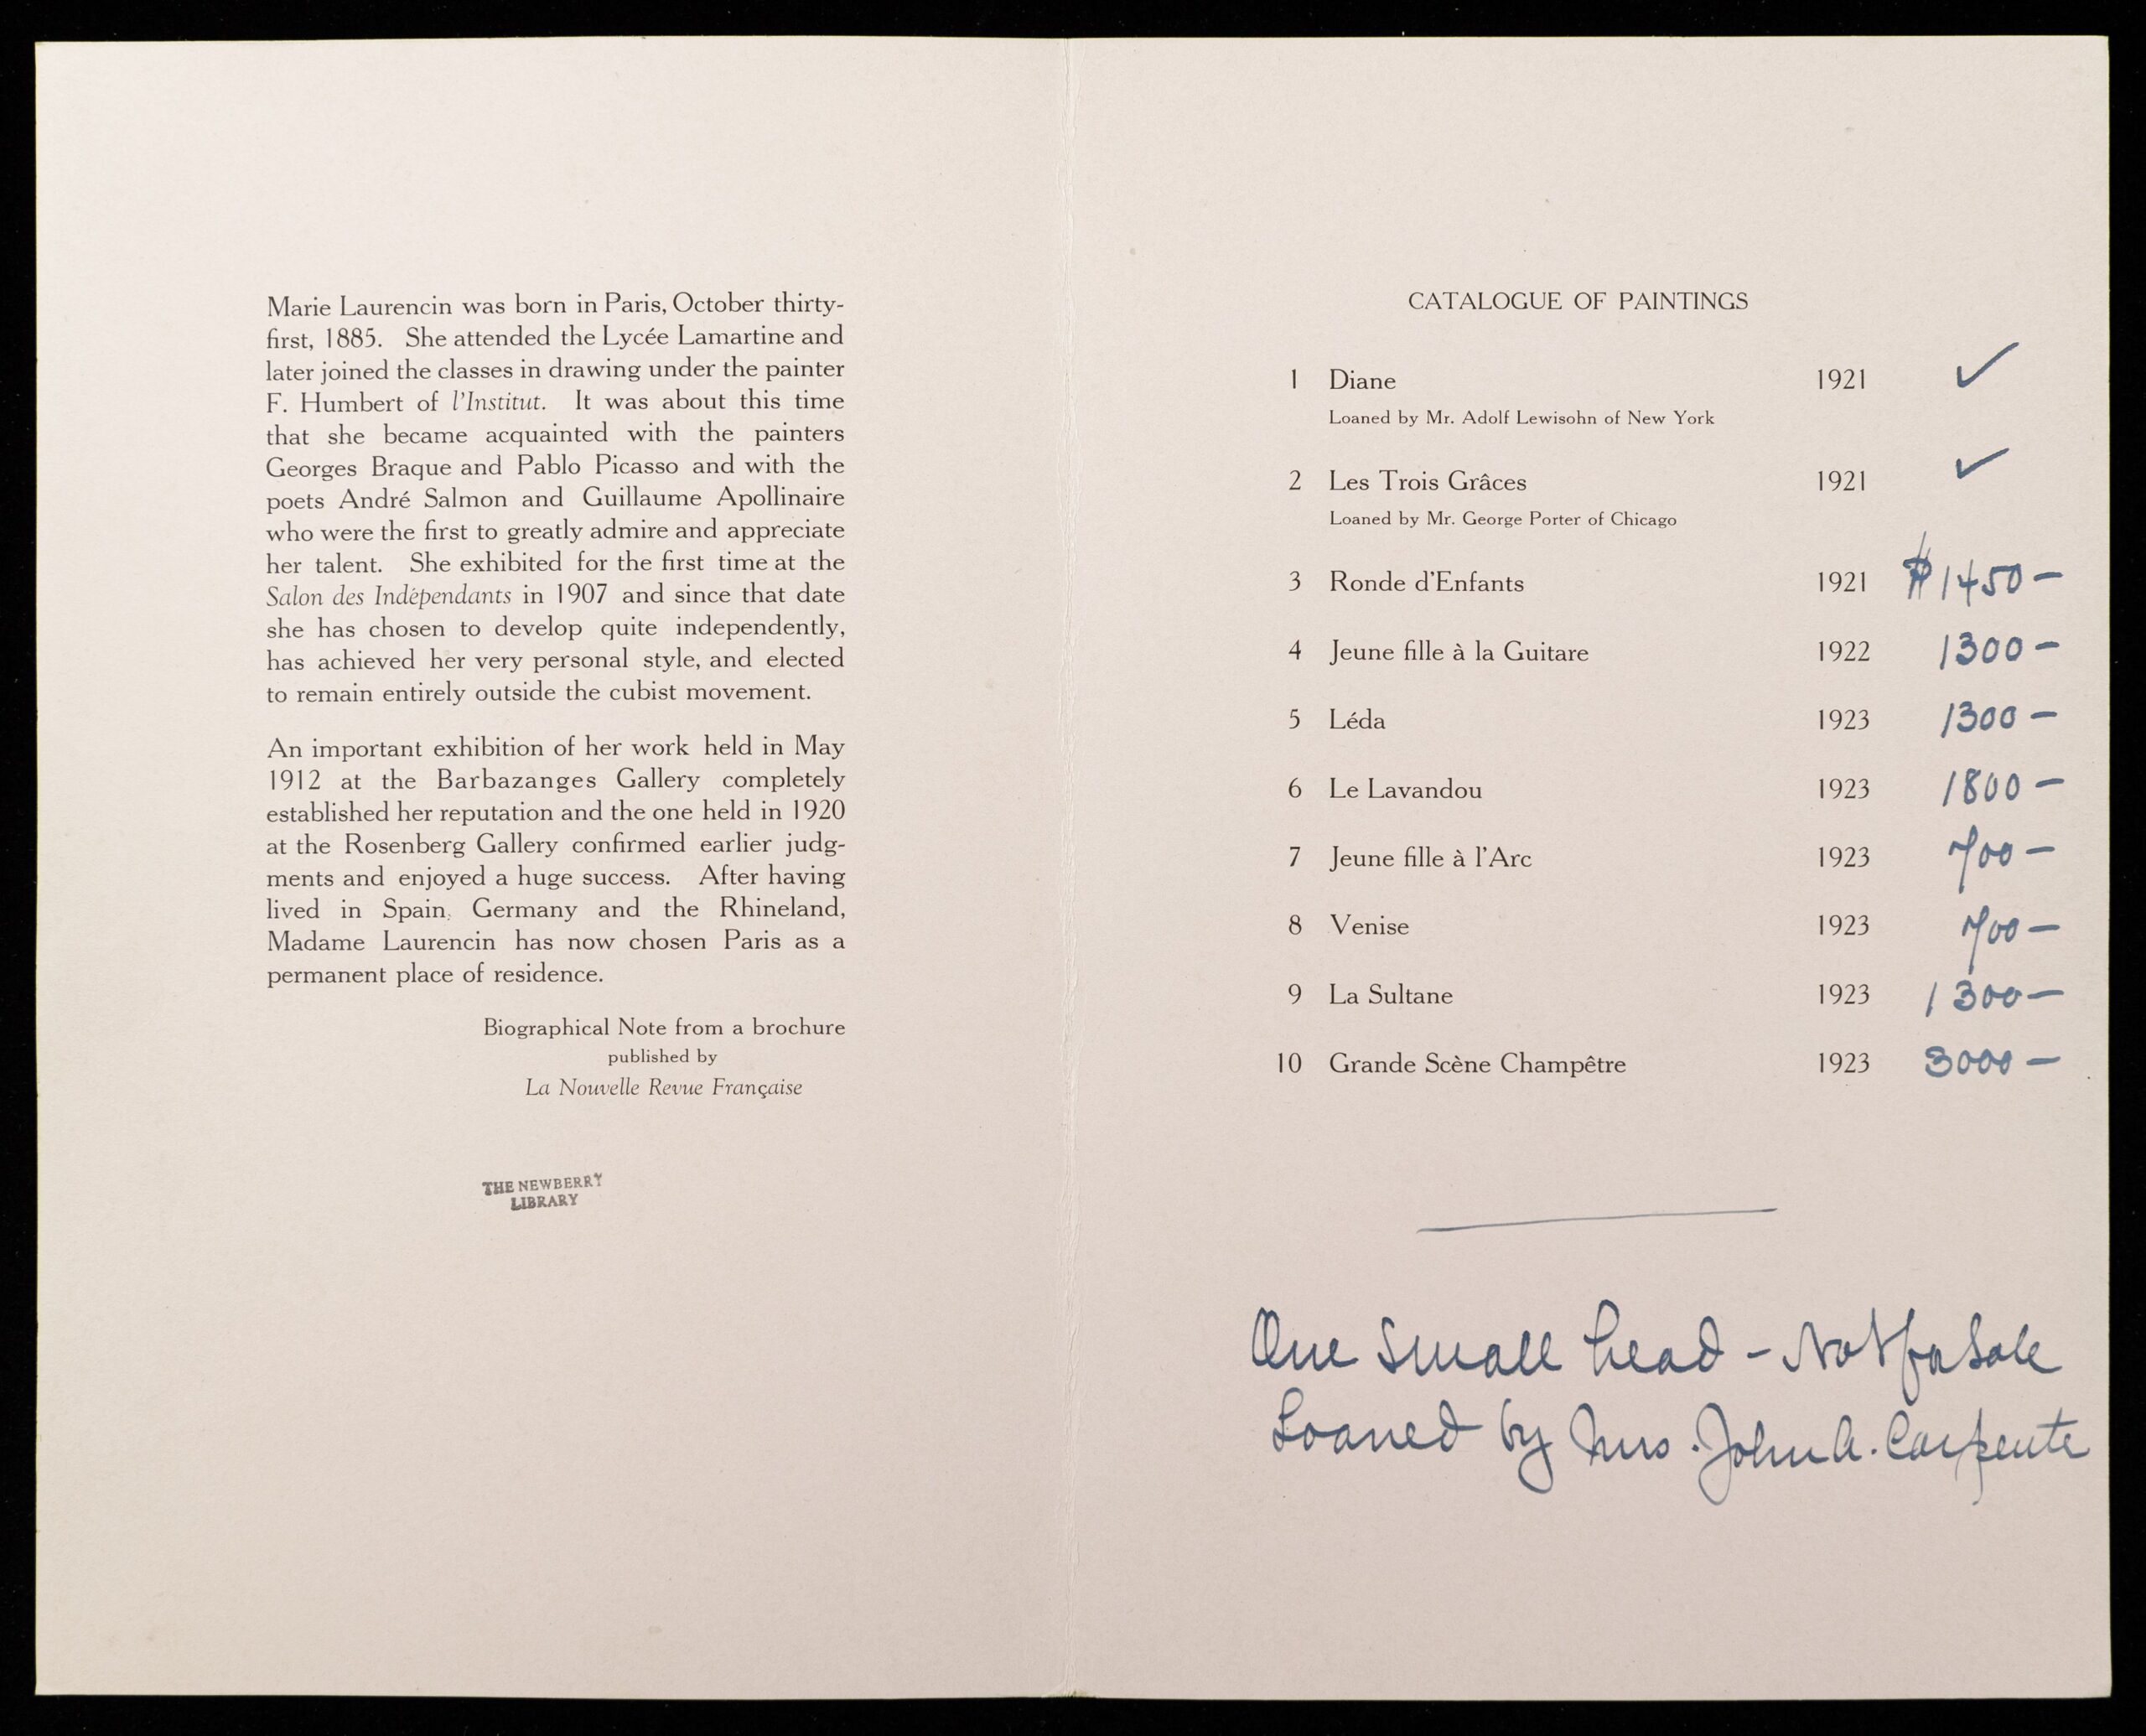 Marie Laurencin was born in Paris, October thirty-
first, 1885. She attended the Lycée Lamartine and
later joined the classes in drawing under the painter
F. Humbert of l'Institut. It was about this time
that she became acquainted with the painters
Georges Braque and Pablo Picasso and with the
poets André Salmon and Guillaume Apollinaire
who were the first to greatly admire and appreciate
her talent. She exhibited for the first time at the
Salon des Indépendants in 1907 and since that date
she has chosen to develop quite independently,
has achieved her very personal style, and elected
to remain entirely outside the cubist movement.
An important exhibition of her work held in May
1912 at the Barbazanges Gallery completely
established her reputation and the one held in 1920
at the Rosenberg Gallery confirmed earlier judg-
ments and enjoyed a huge success. After having
lived in Spain, Germany and the Rhineland,
Madame Laurencin has now chosen Paris as a
permanent place of residence.
Biographical Note from a brochure
published by
La Nouvelle Revue Française
THE NEWBERRY
LIBRARY
CATALOGUE OF PAINTINGS
1 Diane 1921 ✓
Loaned by Mr. Adolf Lewisohn of New York
2 Les Trois Grâces 1921 ✓
Loaned by Mr. George Porter of Chicago
3 Ronde d'Enfants 1921 $1450—
4 Jeune fille à la Guitare 1922 1300—
5 Léda 1923 1300—
6 Le Lavandou 1923 1800—
7 Jeune fille à l'Arc 1923 700—
8 Venise 1923 700—
9 La Sultane 1923 1300—
10 Grande Scène Champêtre 1923 3000—
One small head - Not for Sale
Loaned by Mrs. John A. Carpenter